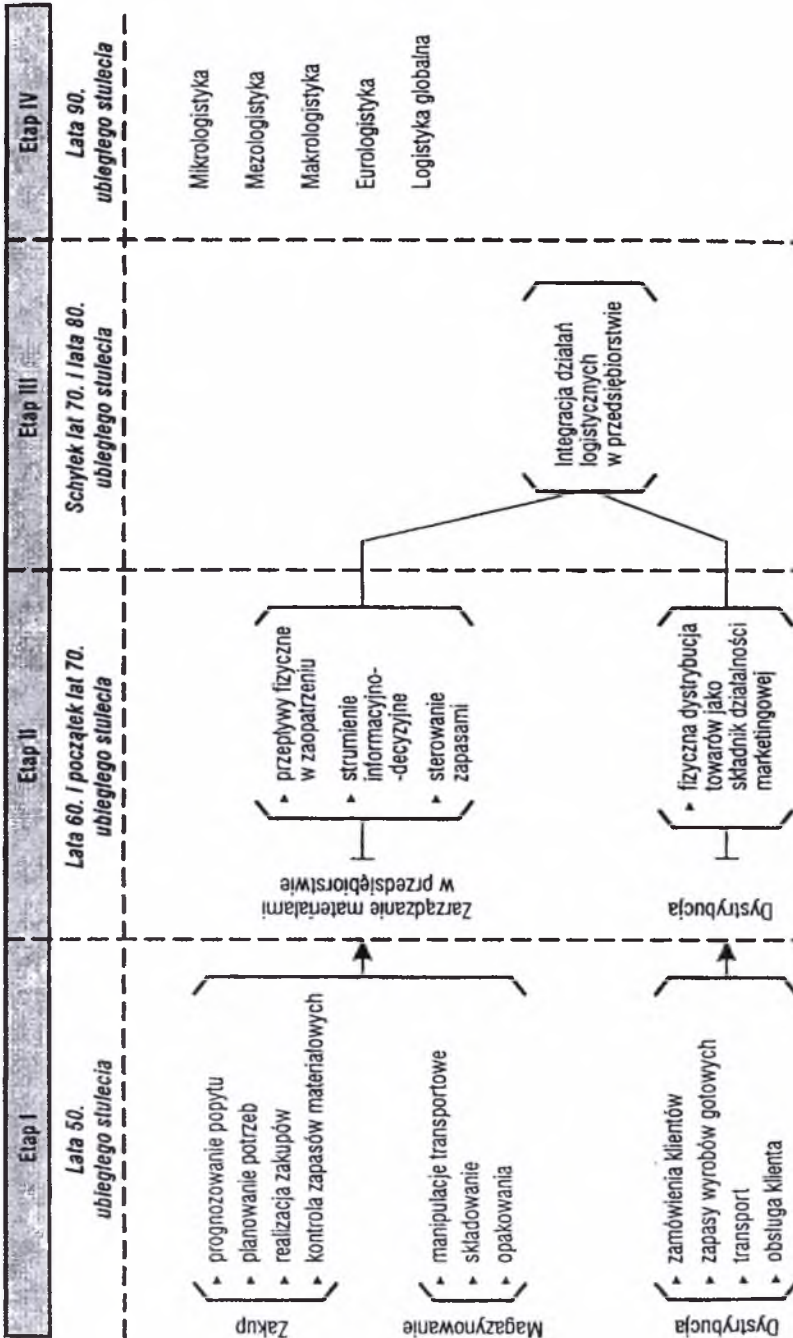 Etap I
Lata 50.
ubiegłego stulecia
Zakup
▸ prognozowanie popytu
▸ planowanie potrzeb
▸ realizacja zakupów
▸ kontrola zapasów materiałowych
Magazynowanie
▸ manipulacje transportowe
▸ składowanie
▸ opakowania
Dystrybucja
▸ zamówienia klientów
▸ zapasy wyrobów gotowych
▸ transport
▸ obsługa klienta
Etap II
Lata 60. i początek lat 70.
ubiegłego stulecia
Zarządzanie materiałami
w przedsiębiorstwie
▸ przepływy fizyczne
w zaopatrzeniu
▸ strumienie
informacyjno-
-decyzyjne
▸ sterowanie
zapasami
Dystrybucja
▸ fizyczna dystrybucja
towarów jako
składnik działalności
marketingowej
Etap III
Schyłek lat 70. i lata 80.
ubiegłego stulecia
Integracja działań
logistycznych
w przedsiębiorstwie
Etap IV
Lata 90.
ubiegłego stulecia
Mikrologistyka
Mezologistyka
Makrologistyka
Eurologistyka
Logistyka globalna